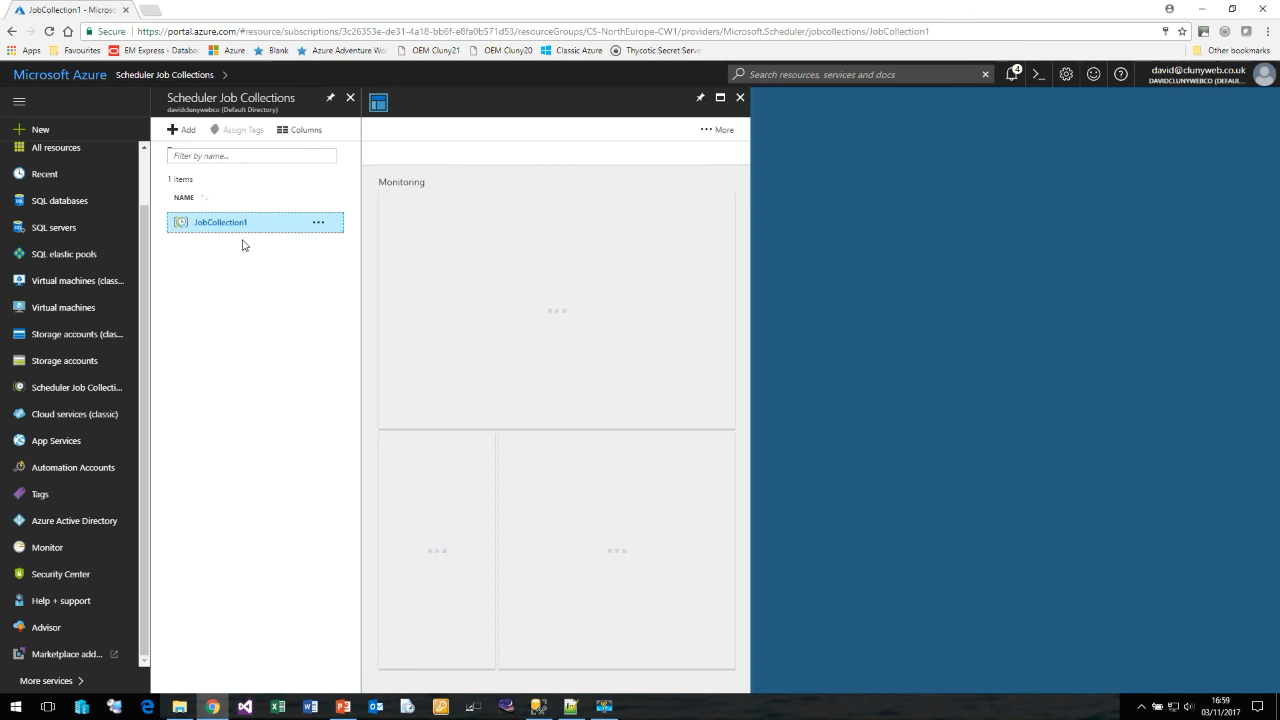 JobCollection1 - Micros
Secure
https://portal.azure.com/#resource/subscriptions/3c26353e-de31-4a18-bb6f-e8fa0b571d53/resourceGroups/CS-NorthEurope-CW1/providers/Microsoft.Scheduler/jobcollections/JobCollection1
Apps
Favourites
EM Express - Databas
Azure
Blank
Azure Adventure Wo
OEM Cluny21
OEM Cluny20
Classic Azure
Thycotic Secret Serve
Other bookmarks
Microsoft Azure
Scheduler Job Collections
Search resources, services and docs
4
david@clunyweb.co.uk
DAVIDCLUNYWEBCO (DEFAUL...
New
All resources
Recent
SQL databases
SQL servers
SQL elastic pools
Virtual machines (class...
Virtual machines
Storage accounts (clas...
Storage accounts
Scheduler Job Collecti...
Cloud services (classic)
App Services
Automation Accounts
Tags
Azure Active Directory
Monitor
Security Center
Help + support
Advisor
Marketplace add...
More services
Scheduler Job Collections
davidclunywebco (Default Directory)
Add
Assign Tags
Columns
Filter by name...
1 items
NAME
JobCollection1
More
Monitoring
16:59
03/11/2017